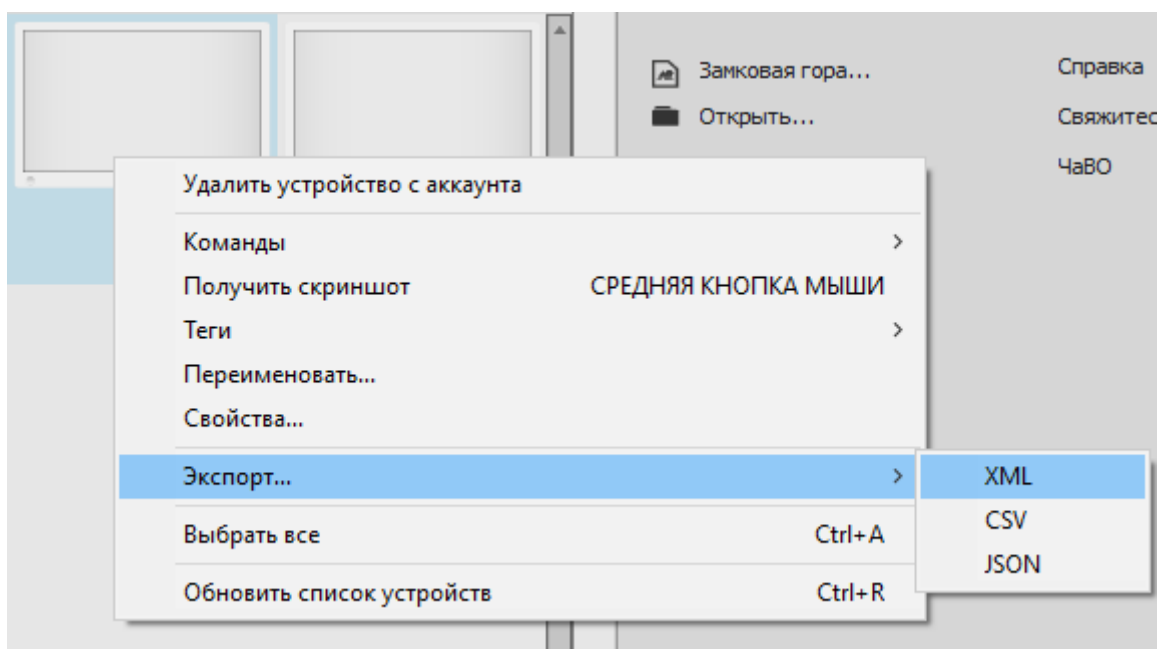 Замковая гора...
Справка
Открыть...
Свяжитес
ЧаВО
Удалить устройство с аккаунта
Команды
Получить скриншот СРЕДНЯЯ КНОПКА МЫШИ
Теги
Переименовать...
Свойства...
Экспорт...
XML
CSV
JSON
Выбрать все Ctrl+A
Обновить список устройств Ctrl+R